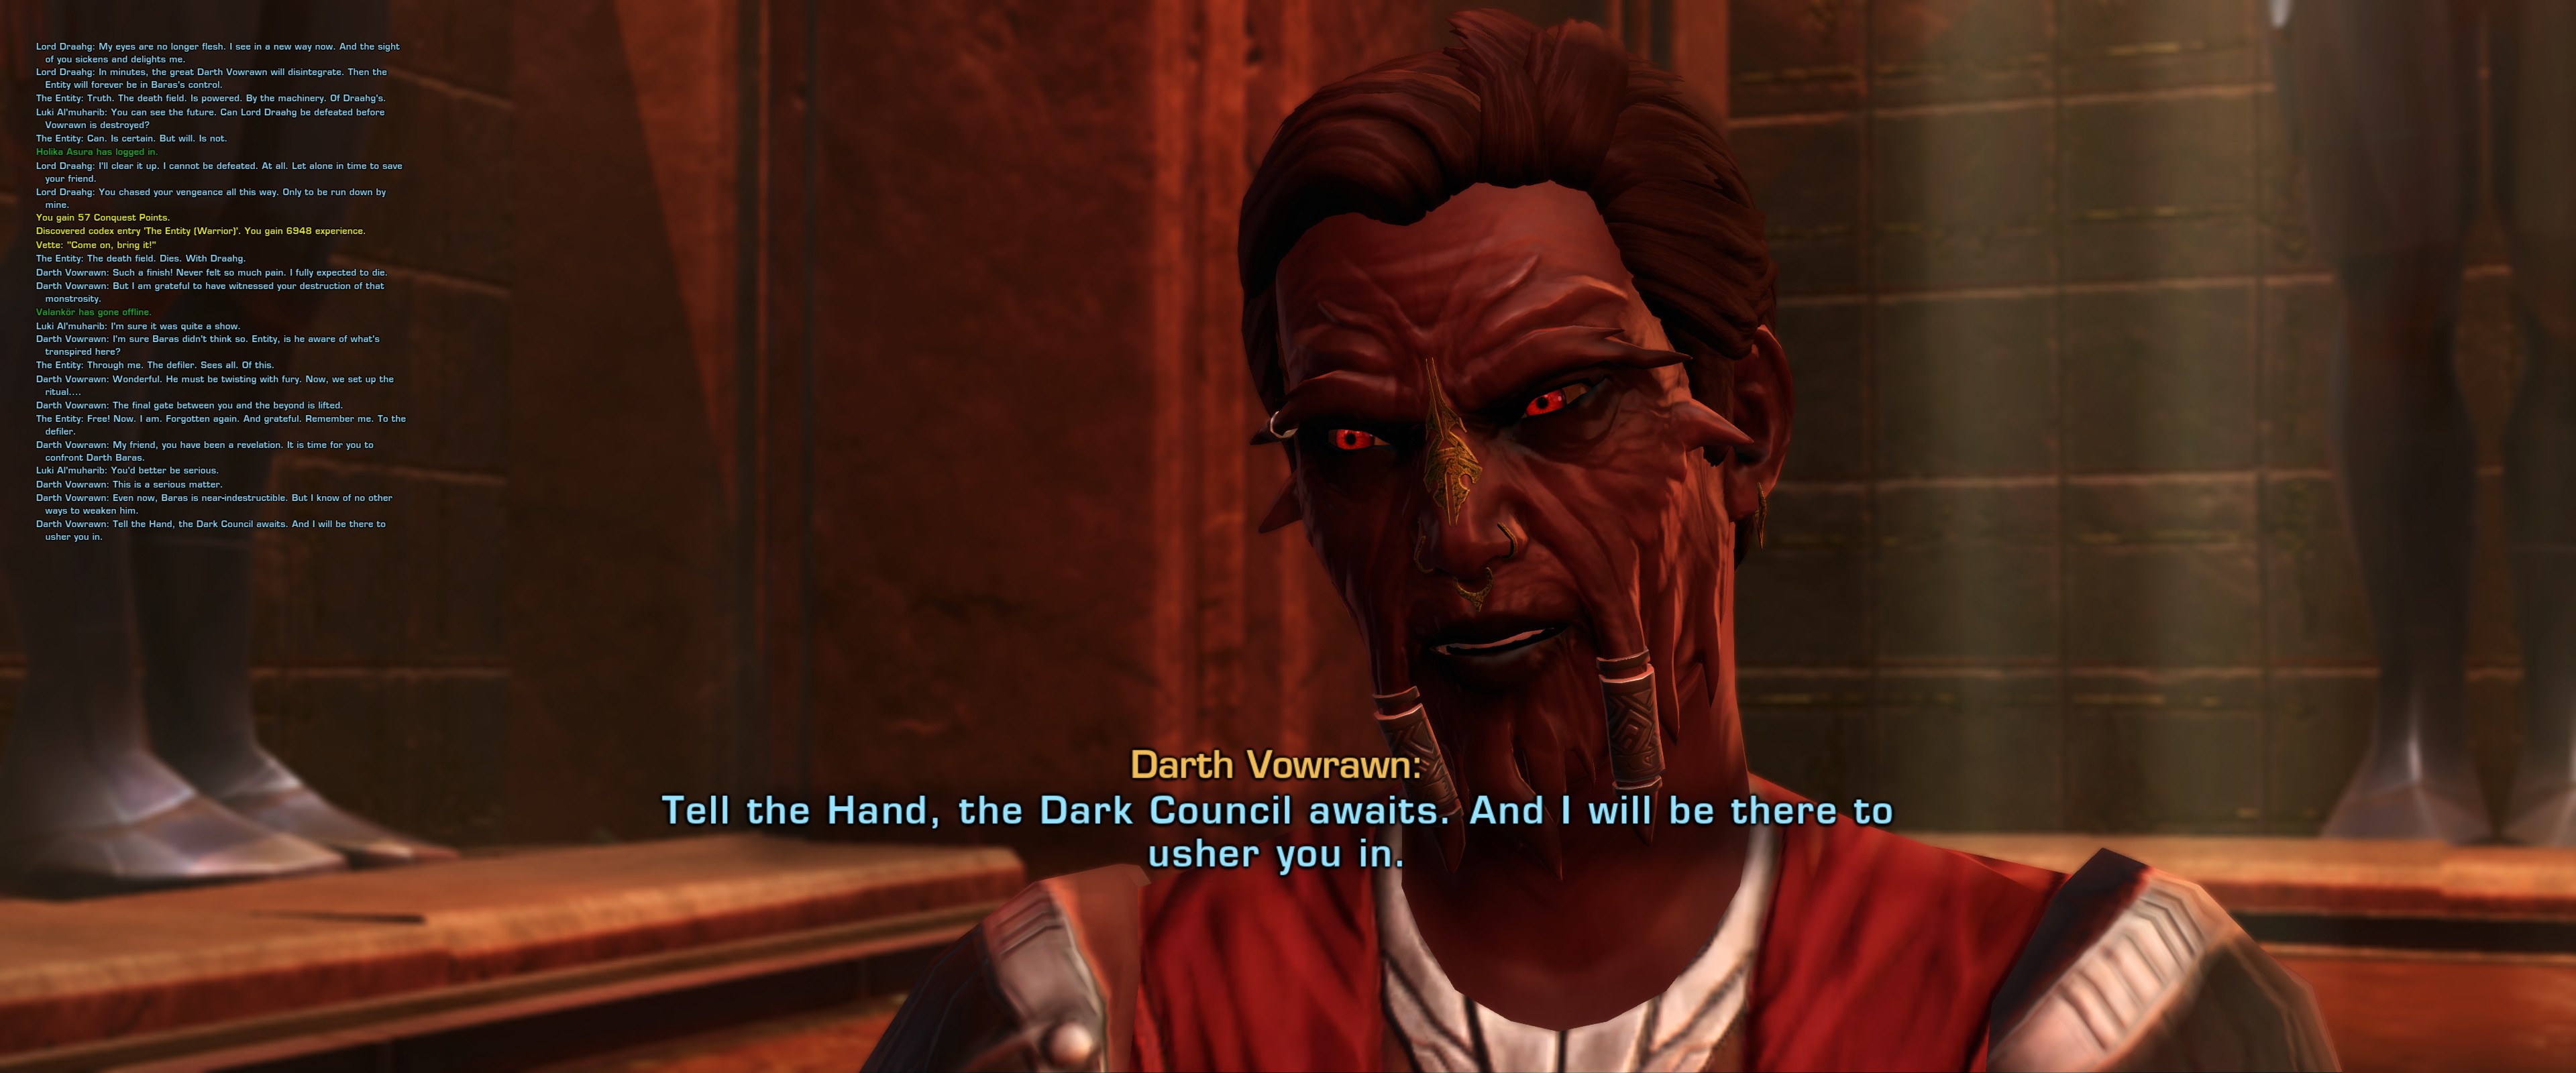 Lord Draahg: My eyes are no longer flesh. I see in a new way now. And the sight
of you sickens and delights me.
Lord Draahg: In minutes, the great Darth Vowrawn will disintegrate. Then the
Entity will forever be in Baras's control.
The Entity: Truth. The death field. Is powered. By the machinery. Of Draahg's.
Luki Al'muharib: You can see the future. Can Lord Draahg be defeated before
Vowrawn is destroyed?
The Entity: Can. Is certain. But will. Is not.
Holika Asura has logged in.
Lord Draahg: I'll clear it up. I cannot be defeated. At all. Let alone in time to save
your friend.
Lord Draahg: You chased your vengeance all this way. Only to be run down by
mine.
You gain 57 Conquest Points.
Discovered codex entry 'The Entity (Warrior)'. You gain 6948 experience.
Vette: "Come on, bring it!"
The Entity: The death field. Dies. With Draahg.
Darth Vowrawn: Such a finish! Never felt so much pain. I fully expected to die.
Darth Vowrawn: But I am grateful to have witnessed your destruction of that
monstrosity.
Valankör has gone offline.
Luki Al'muharib: I'm sure it was quite a show.
Darth Vowrawn: I'm sure Baras didn't think so. Entity, is he aware of what's
transpired here?
The Entity: Through me. The defiler. Sees all. Of this.
Darth Vowrawn: Wonderful. He must be twisting with fury. Now, we set up the
ritual....
Darth Vowrawn: The final gate between you and the beyond is lifted.
The Entity: Free! Now. I am. Forgotten again. And grateful. Remember me. To the
defiler.
Darth Vowrawn: My friend, you have been a revelation. It is time for you to
confront Darth Baras.
Luki Al'muharib: You'd better be serious.
Darth Vowrawn: This is a serious matter.
Darth Vowrawn: Even now, Baras is near-indestructible. But I know of no other
ways to weaken him.
Darth Vowrawn: Tell the Hand, the Dark Council awaits. And I will be there to
usher you in.
Darth Vowrawn:
Tell the Hand, the Dark Council awaits. And I will be there to
usher you in.